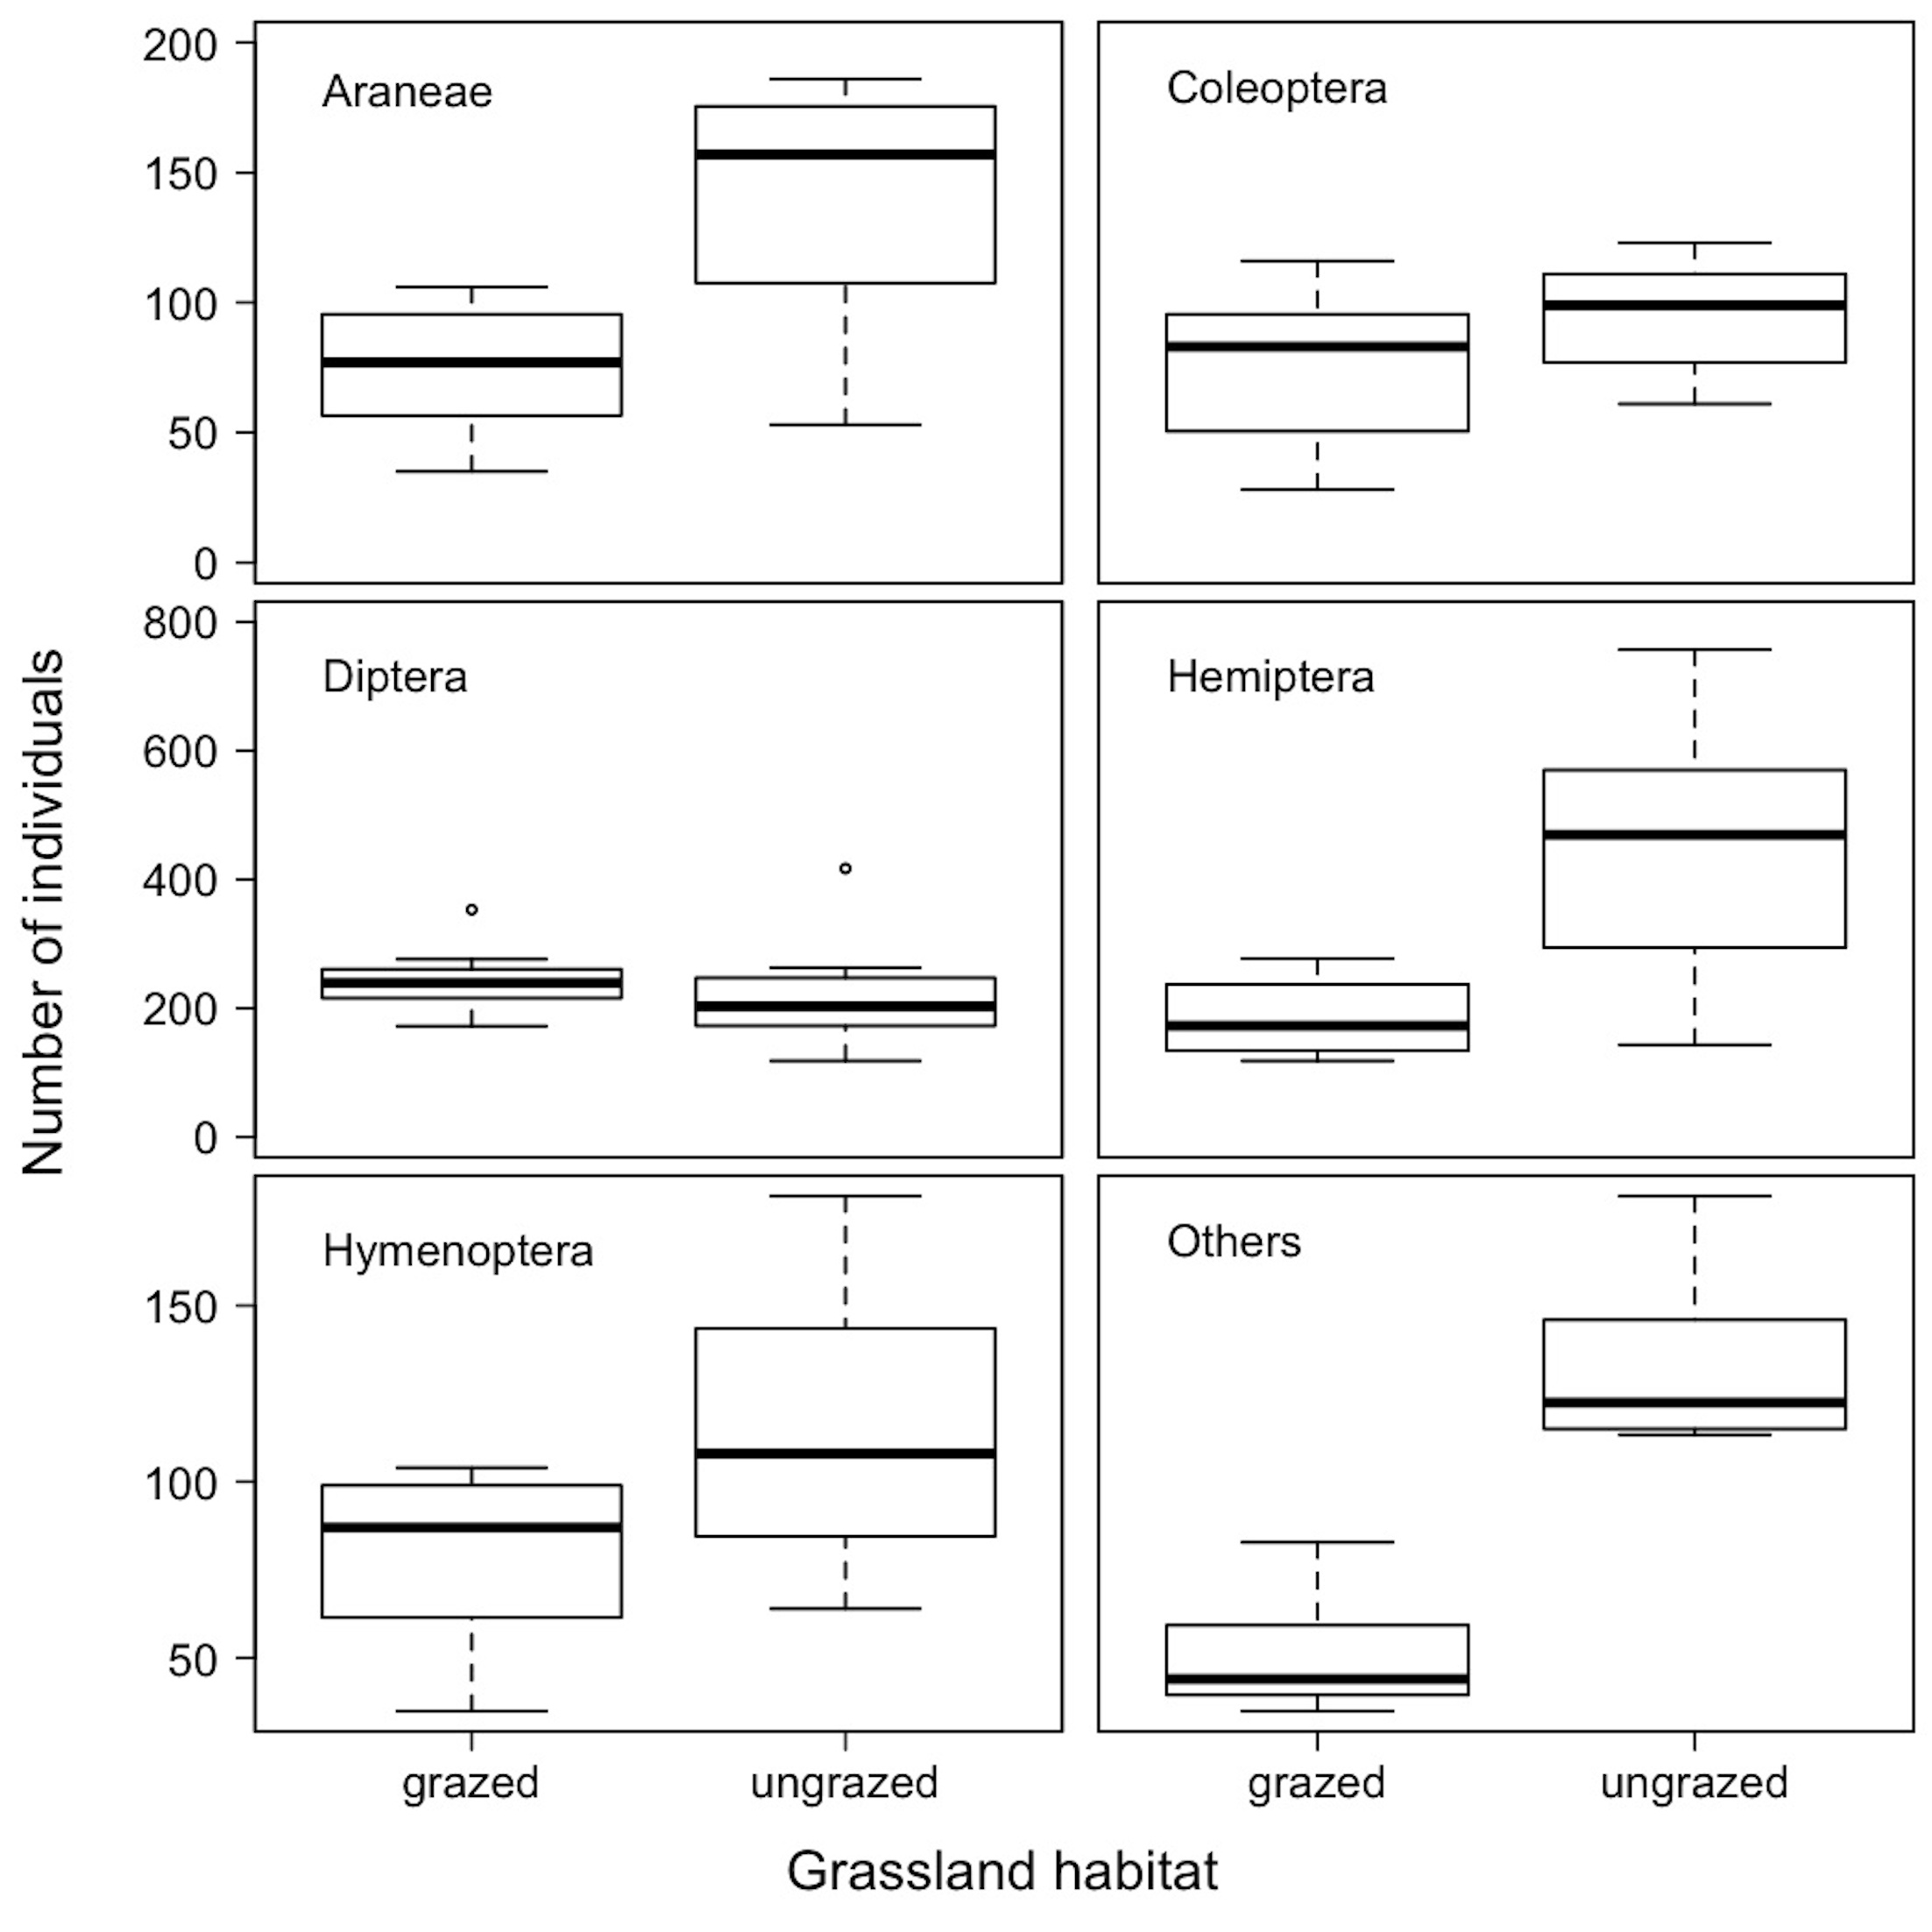 Number of individuals
200
150
100
50
0
Araneae
Coleoptera
800
600
400
200
0
Diptera
Hemiptera
150
100
50
Hymenoptera
Others
grazed
ungrazed
grazed
ungrazed
Grassland habitat